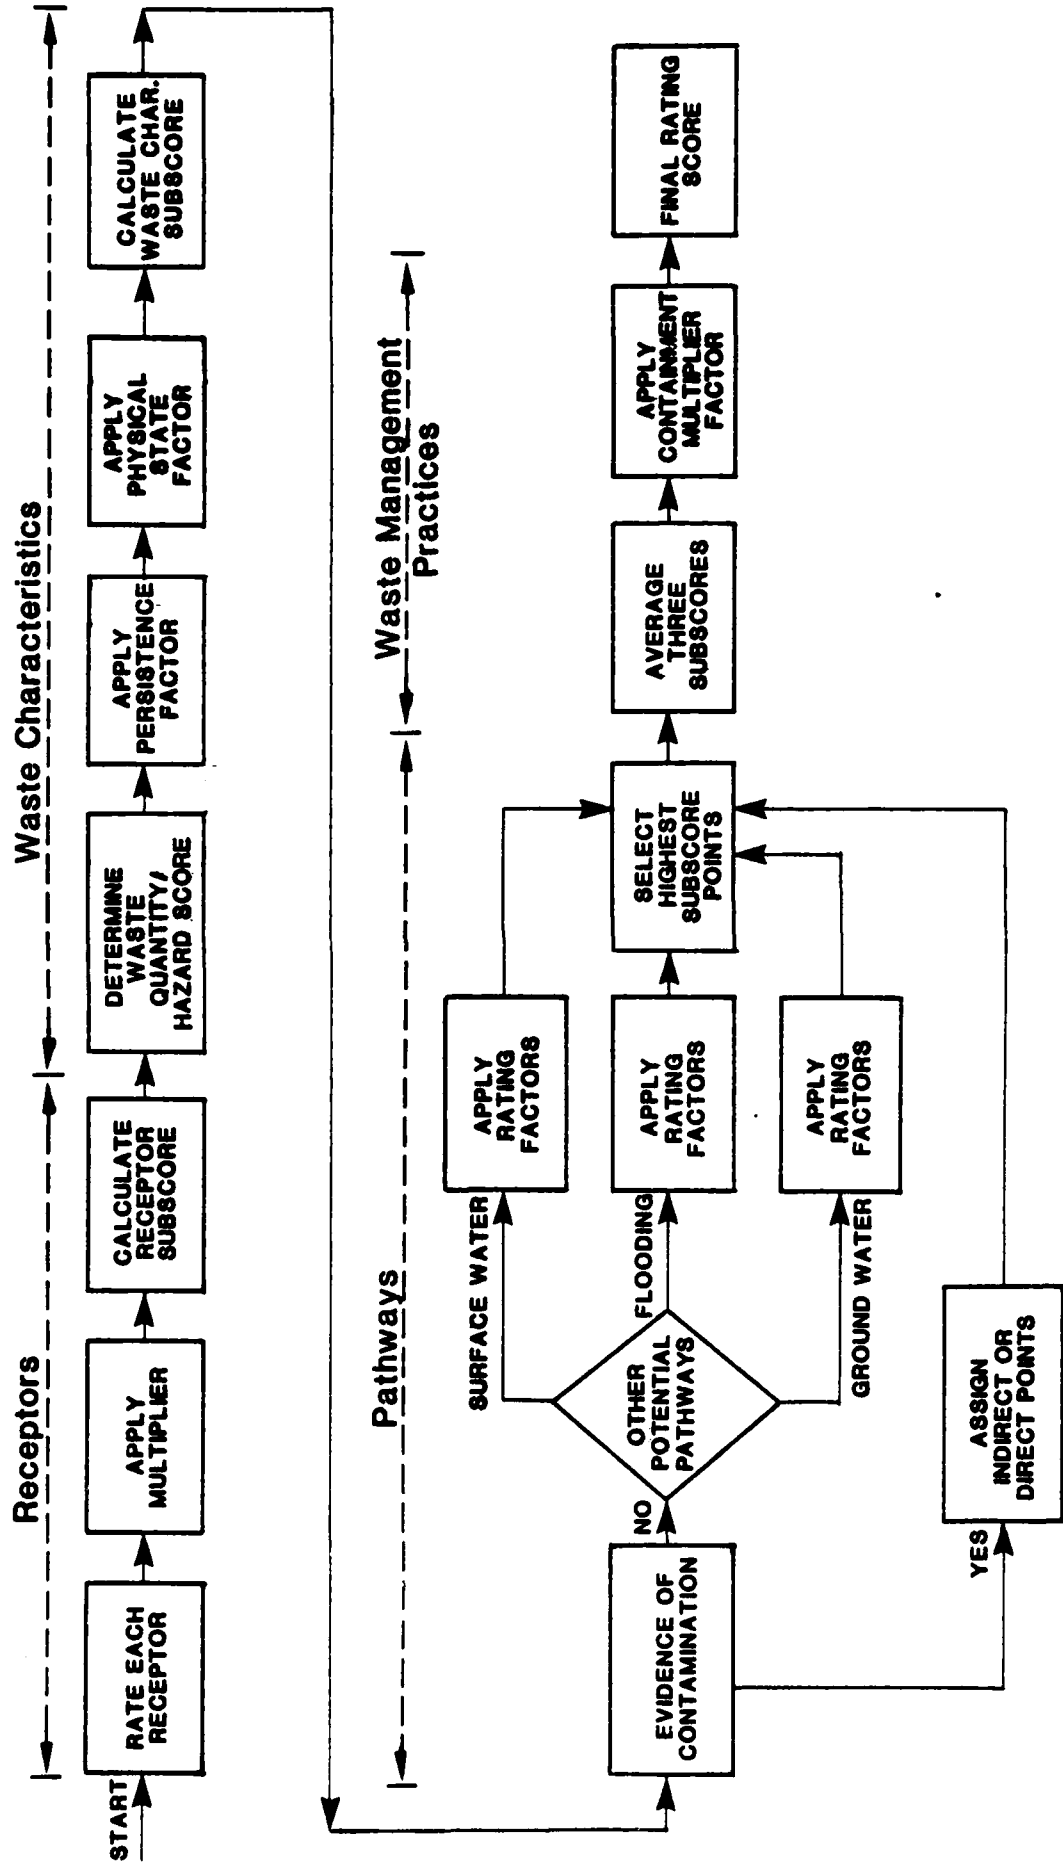 Receptors
Waste Characteristics
START
RATE EACH
RECEPTOR
APPLY
MULTIPLIER
CALCULATE
RECEPTOR
SUBSCORE
DETERMINE
WASTE
QUANTITY/
HAZARD SCORE
APPLY
PERSISTENCE
FACTOR
APPLY
PHYSICAL
STATE
FACTOR
CALCULATE
WASTE CHAR.
SUBSCORE
Pathways
Waste Management
Practices
EVIDENCE OF
CONTAMINATION
NO
YES
OTHER
POTENTIAL
PATHWAYS
SURFACE WATER
FLOODING
GROUND WATER
ASSIGN
INDIRECT OR
DIRECT POINTS
APPLY
RATING
FACTORS
APPLY
RATING
FACTORS
APPLY
RATING
FACTORS
SELECT
HIGHEST
SUBSCORE
POINTS
AVERAGE
THREE
SUBSCORES
APPLY
CONTAINMENT
MULTIPLIER
FACTOR
FINAL RATING
SCORE